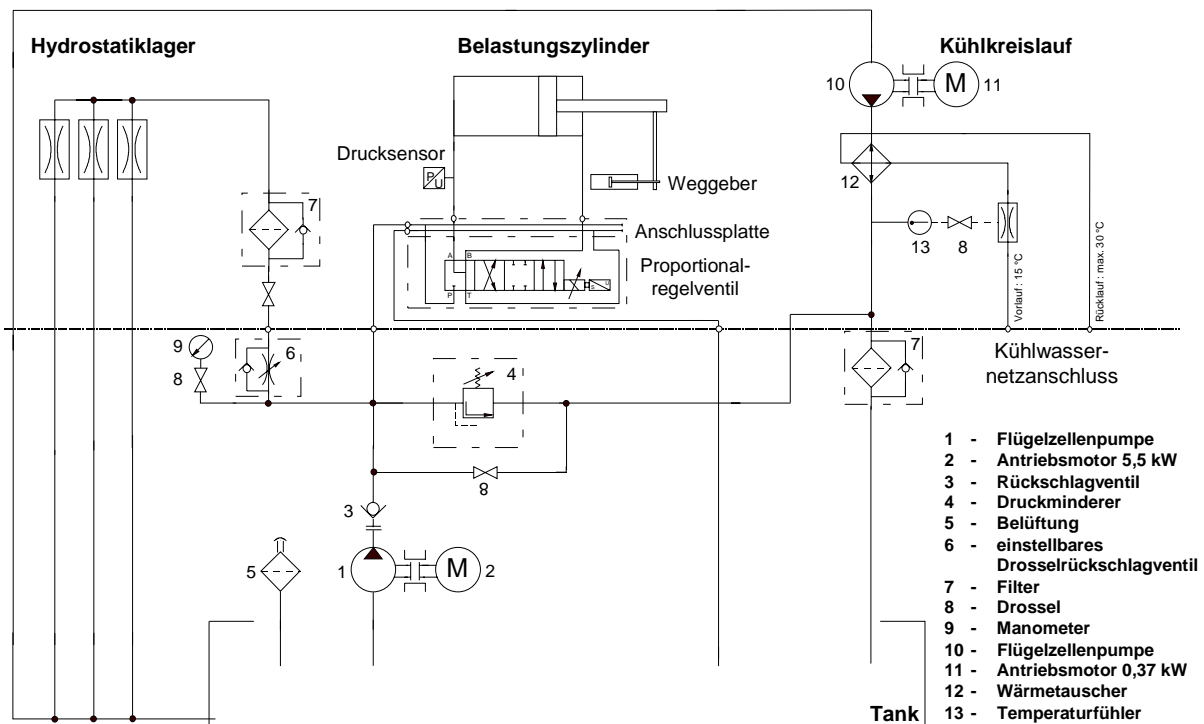 Hydrostatiklager
Belastungszylinder
Kühlkreislauf
10
M
11
Drucksensor
P
U
Weggeber
12
7
Anschlussplatte
13
8
A
B
Proportional-
regelventil
P
T
Vorlauf : 15 °C
Rücklauf : max. 30 °C
9
6
8
4
7
Kühlwasser-
netzanschluss
8
3
5
1
M
2
1 - Flügelzellenpumpe
2 - Antriebsmotor 5,5 kW
3 - Rückschlagventil
4 - Druckminderer
5 - Belüftung
6 - einstellbares
Drosselrückschlagventil
7 - Filter
8 - Drossel
9 - Manometer
10 - Flügelzellenpumpe
11 - Antriebsmotor 0,37 kW
12 - Wärmetauscher
13 - Temperaturfühler
Tank